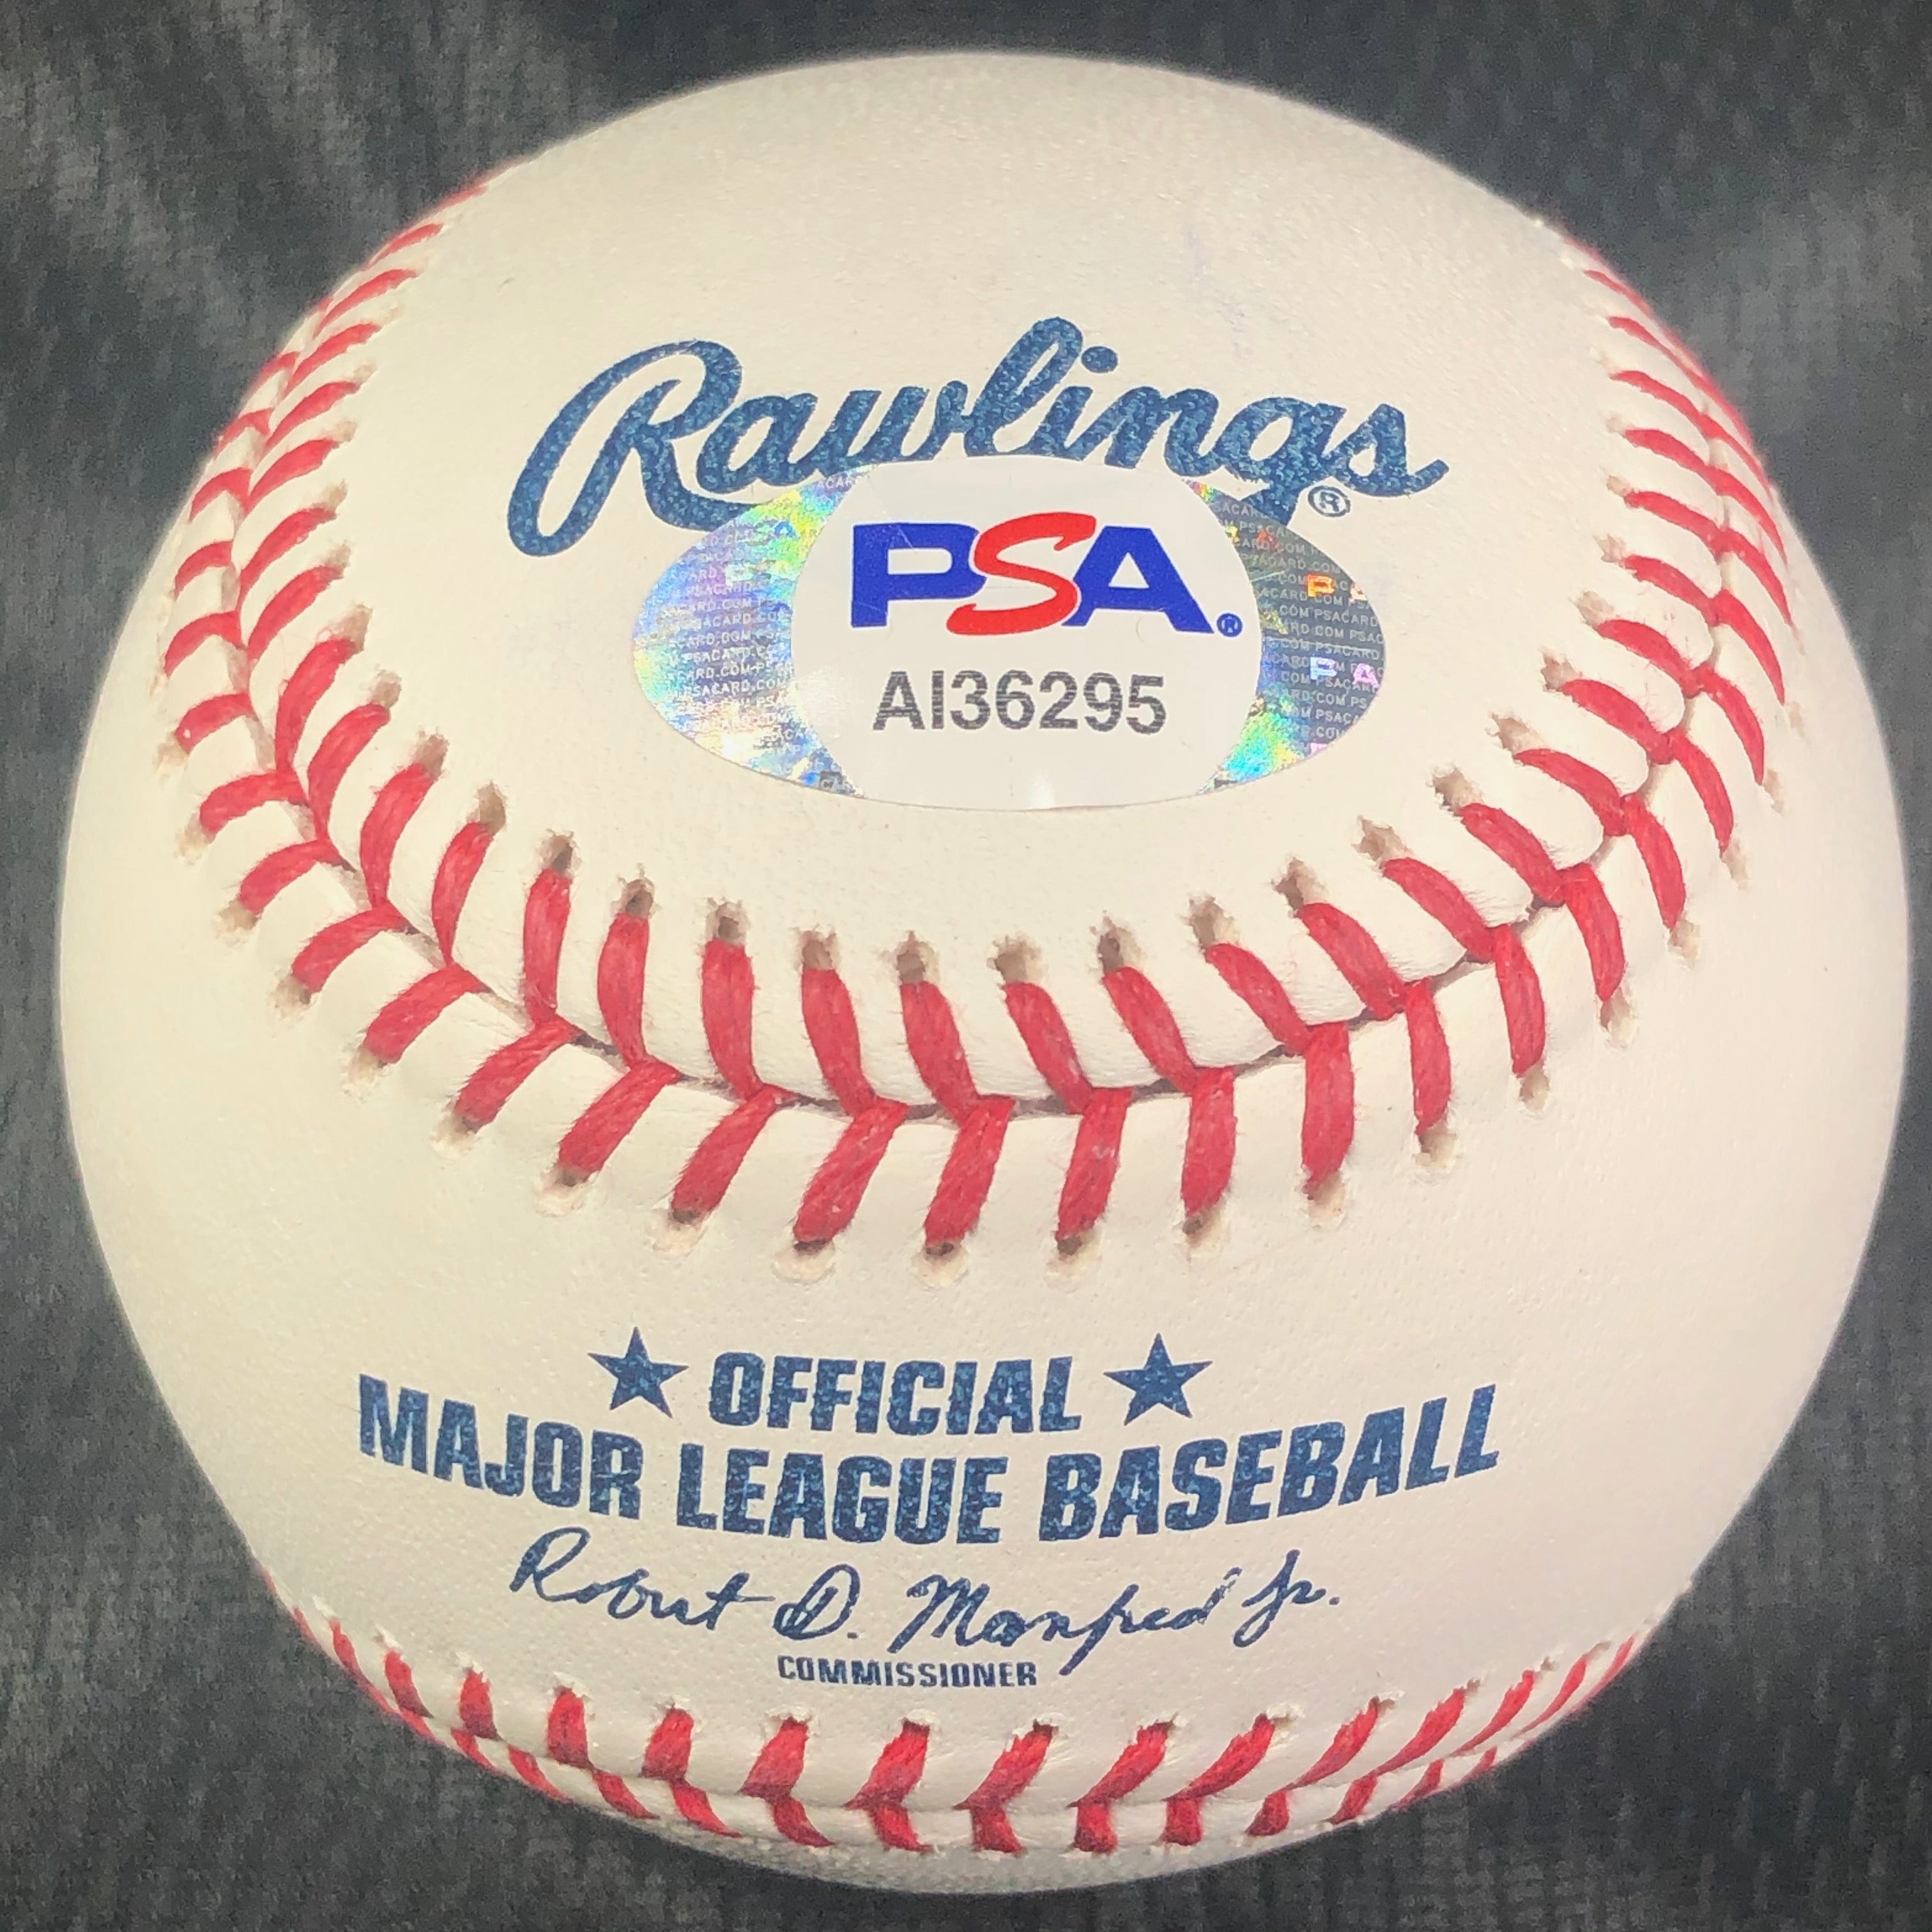 Rawlings
®
PSA®
AI36295
★ OFFICIAL ★
MAJOR LEAGUE BASEBALL
Robert D. Manfred Jr.
COMMISSIONER